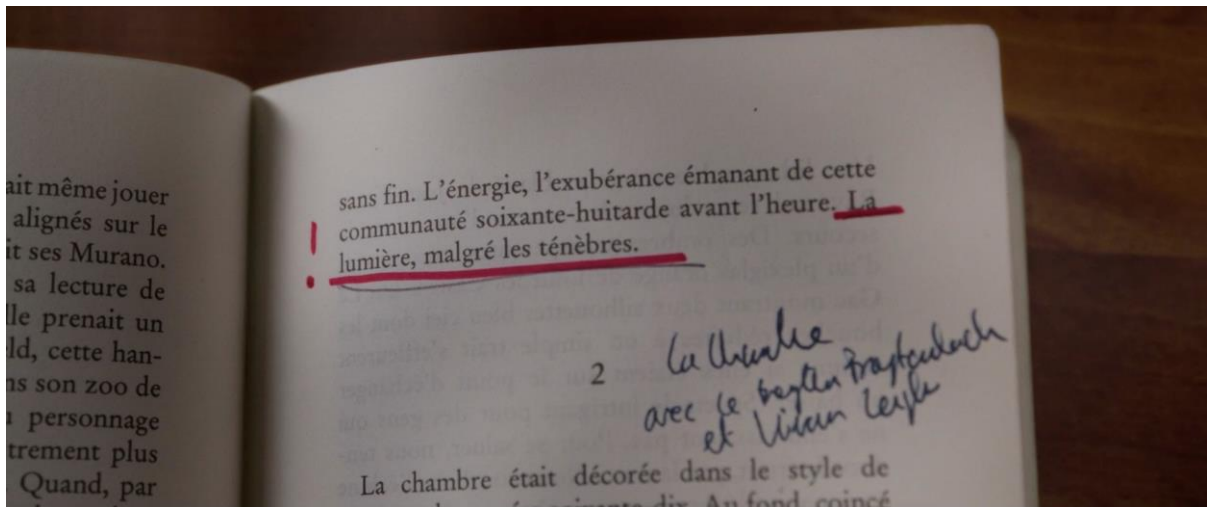 ait même jouer
alignés sur le
it ses Murano.
sa lecture de
lle prenait un
ld, cette han-
ns son zoo de
personnage
trement plus
Quand, par
sans fin. L’énergie, l’exubérance émanant de cette
communauté soixante-huitarde avant l’heure. La
lumière, malgré les ténèbres.
!
2
La Chambre
avec le
et Vivien Leigh
La chambre était décorée dans le style de
Au fond, coincé